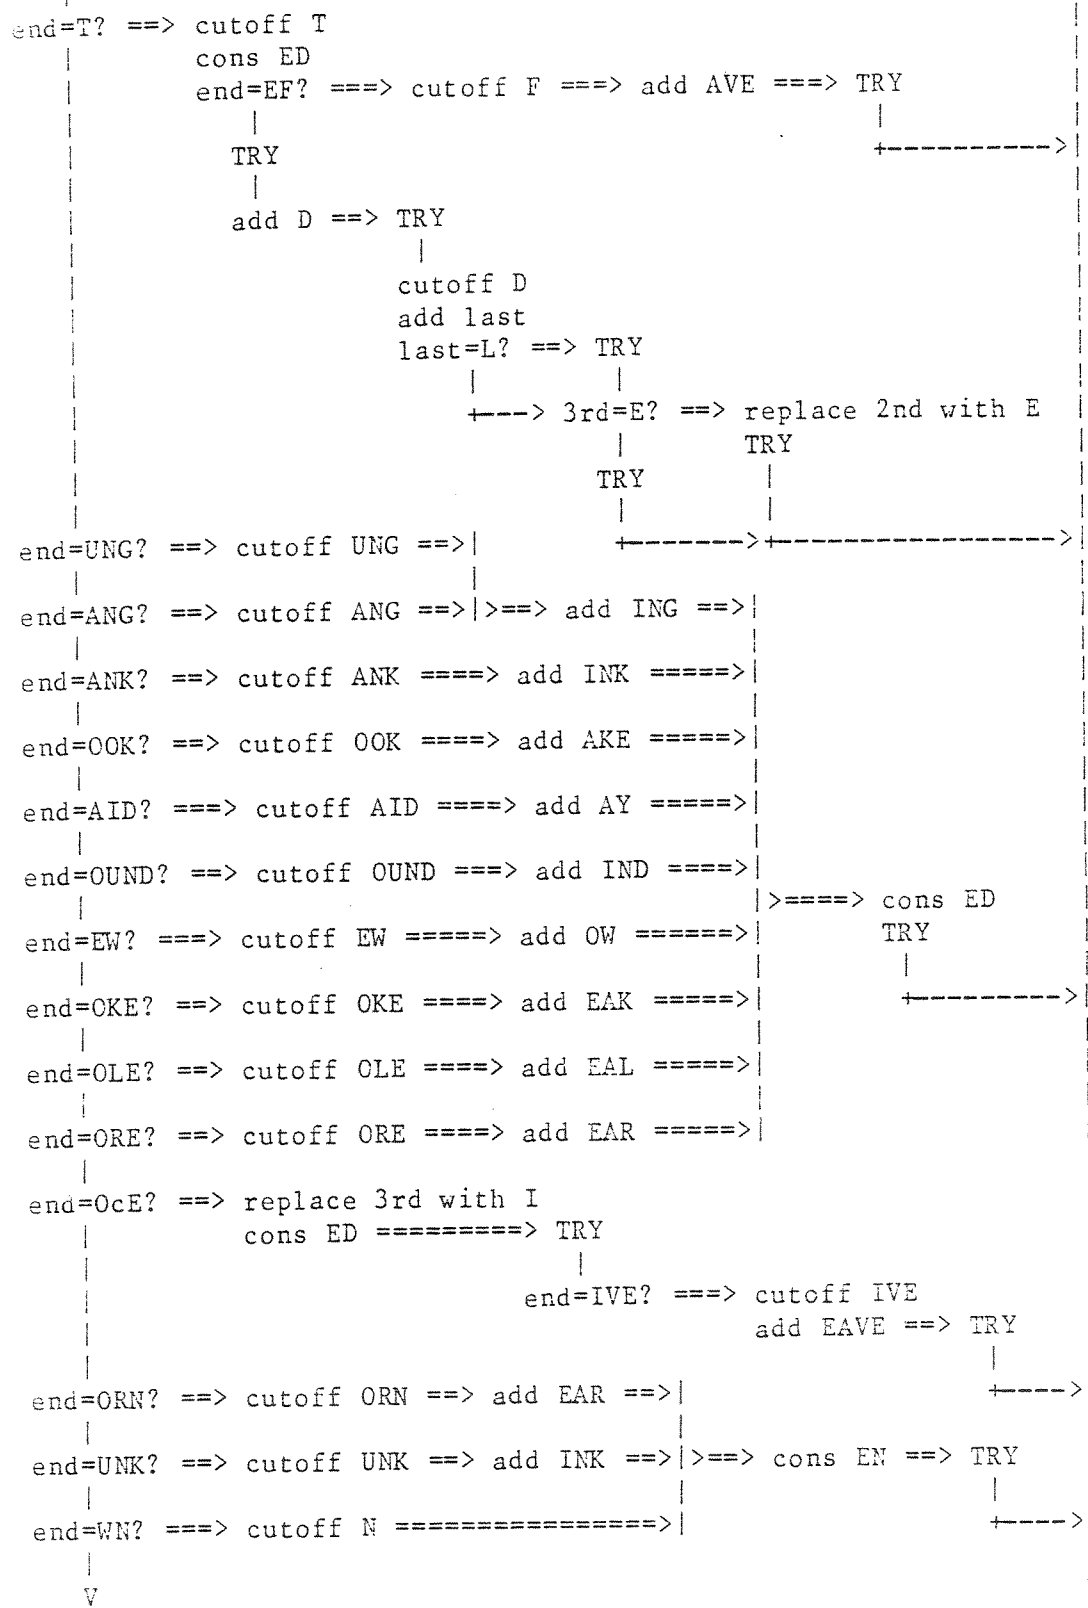 end=T? ==> cutoff T
cons ED
end=EF? ===> cutoff F ===> add AVE ===> TRY
TRY +---------->
add D ==> TRY
cutoff D
add last
last=L? ==> TRY
+---> 3rd=E? ==> replace 2nd with E
TRY
TRY
end=UNG? ==> cutoff UNG ==>| +------->+------------------>|
end=ANG? ==> cutoff ANG ==>|>==> add ING ==>|
end=ANK? ==> cutoff ANK ====> add INK =====>|
end=OOK? ==> cutoff OOK ====> add AKE =====>|
end=AID? ===> cutoff AID ====> add AY =====>|
end=OUND? ==> cutoff OUND ===> add IND ====>|
|>====> cons ED
end=EW? ===> cutoff EW =====> add OW ======>| TRY
end=OKE? ==> cutoff OKE ====> add EAK =====>| +--------->|
end=OLE? ==> cutoff OLE ====> add EAL =====>|
end=ORE? ==> cutoff ORE ====> add EAR =====>|
end=OcE? ==> replace 3rd with I
cons ED =========> TRY
end=IVE? ===> cutoff IVE
add EAVE ==> TRY
end=ORN? ==> cutoff ORN ==> add EAR ==>| +---->
end=UNK? ==> cutoff UNK ==> add INK ==>|>==> cons EN ==> TRY
end=WN? ===> cutoff N ================>| +---->
V